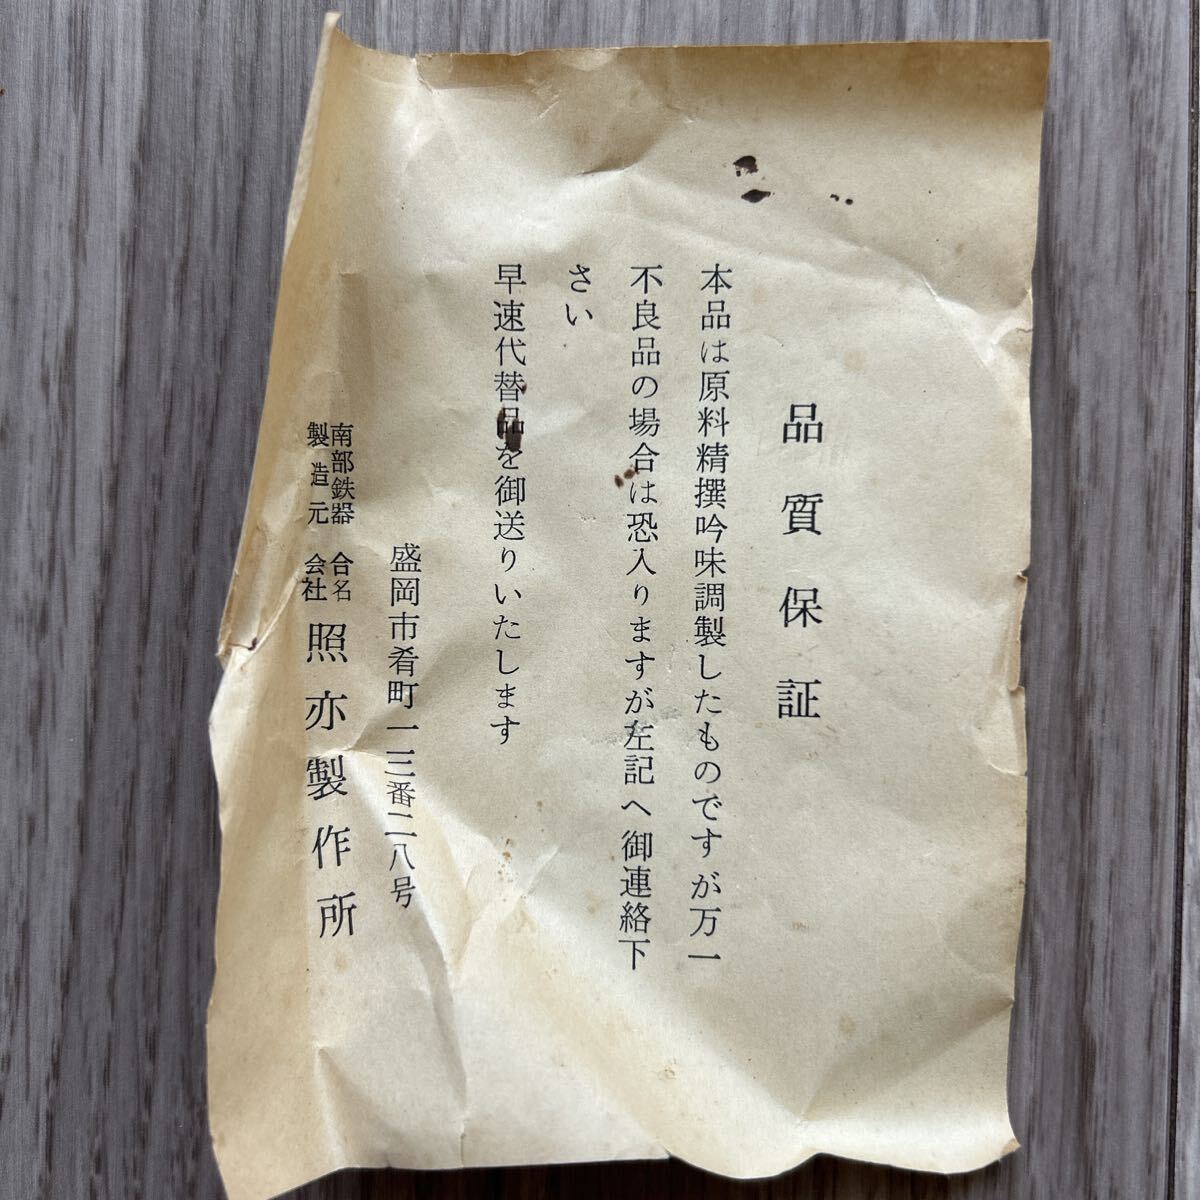 品質保証
本品は原料精撰吟味調製したものですが万一
不良品の場合は恐入りますが左記へ御連絡下
さい
早速代替品を御送りいたします
盛岡市肴町一三番二八号
南部鉄器
製造元
合名
会社
照亦製作所